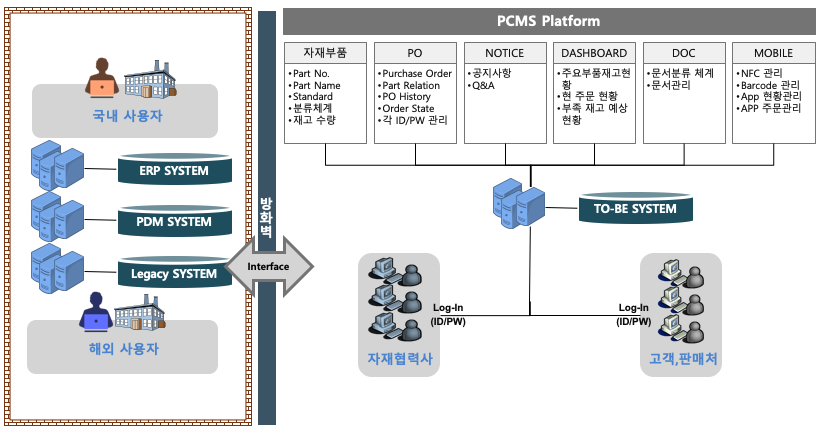 PCMS Platform
자재부품
• Part No.
• Part Name
• Standard
• 분류체계
• 재고 수량
PO
• Purchase Order
• Part Relation
• PO History
• Order State
• 각 ID/PW 관리
NOTICE
• 공지사항
• Q&A
DASHBOARD
• 주요부품재고현
황
• 현 주문 현황
• 부족 재고 예상
현황
DOC
• 문서분류 체계
• 문서관리
MOBILE
• NFC 관리
• Barcode 관리
• App 현황관리
• APP 주문관리
국내 사용자
ERP SYSTEM
PDM SYSTEM
Legacy SYSTEM
해외 사용자
방화벽
Interface
TO-BE SYSTEM
Log-In
(ID/PW)
자재협력사
Log-In
(ID/PW)
고객,판매처